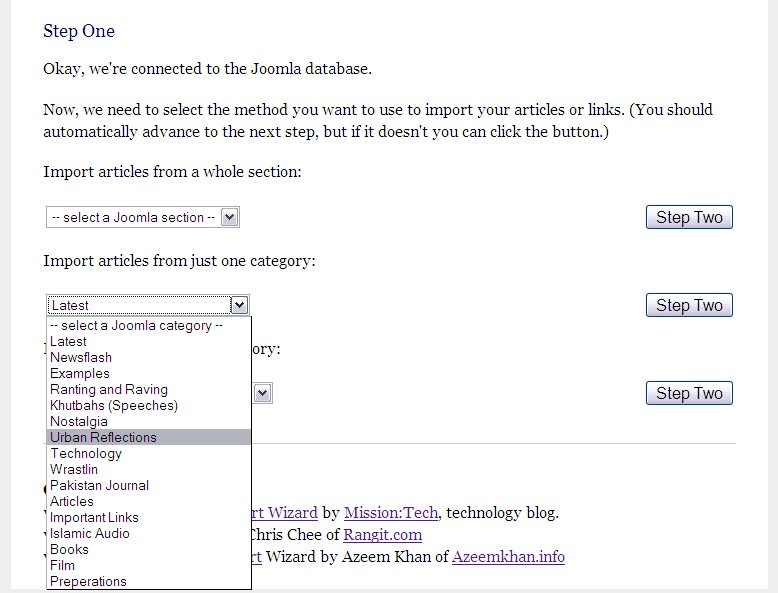 Step One
Okay, we're connected to the Joomla database.
Now, we need to select the method you want to use to import your articles or links. (You should
automatically advance to the next step, but if it doesn't you can click the button.)
Import articles from a whole section:
-- select a Joomla section -- Step Two
Import articles from just one category:
Latest Step Two
-- select a Joomla category --
Latest
Newsflash
Examples
Ranting and Raving
Khutbahs (Speeches)
Nostalgia
Urban Reflections
Technology
Wrastlin
Pakistan Journal
Articles
Important Links
Islamic Audio
Books
Film
Preperations
ory:
Step Two
rt Wizard by Mission:Tech, technology blog.
Chris Chee of Rangit.com
rt Wizard by Azeem Khan of Azeemkhan.info